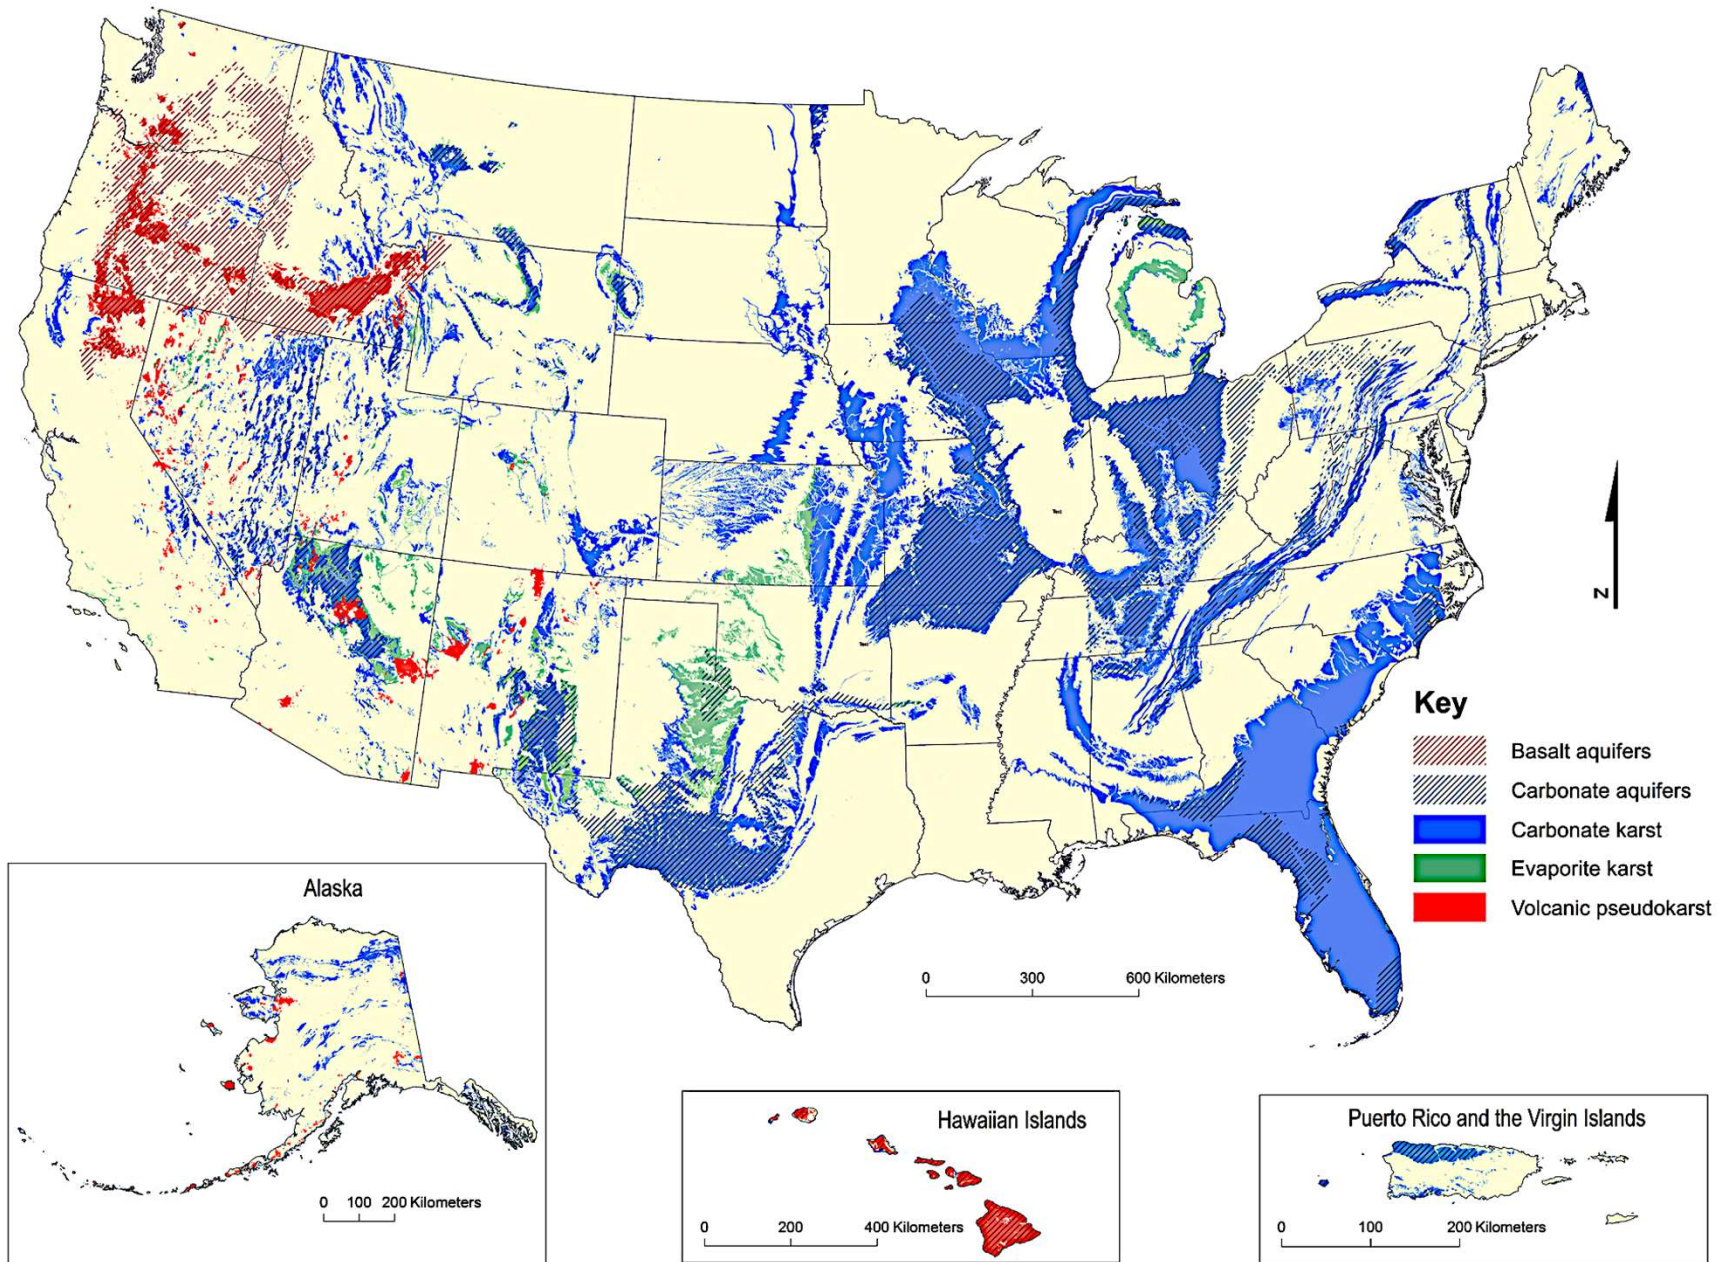 Z
Key
Basalt aquifers
Carbonate aquifers
Carbonate karst
Evaporite karst
Volcanic pseudokarst
0 300 600 Kilometers
Alaska
0 100 200 Kilometers
Hawaiian Islands
0 200 400 Kilometers
Puerto Rico and the Virgin Islands
0 100 200 Kilometers